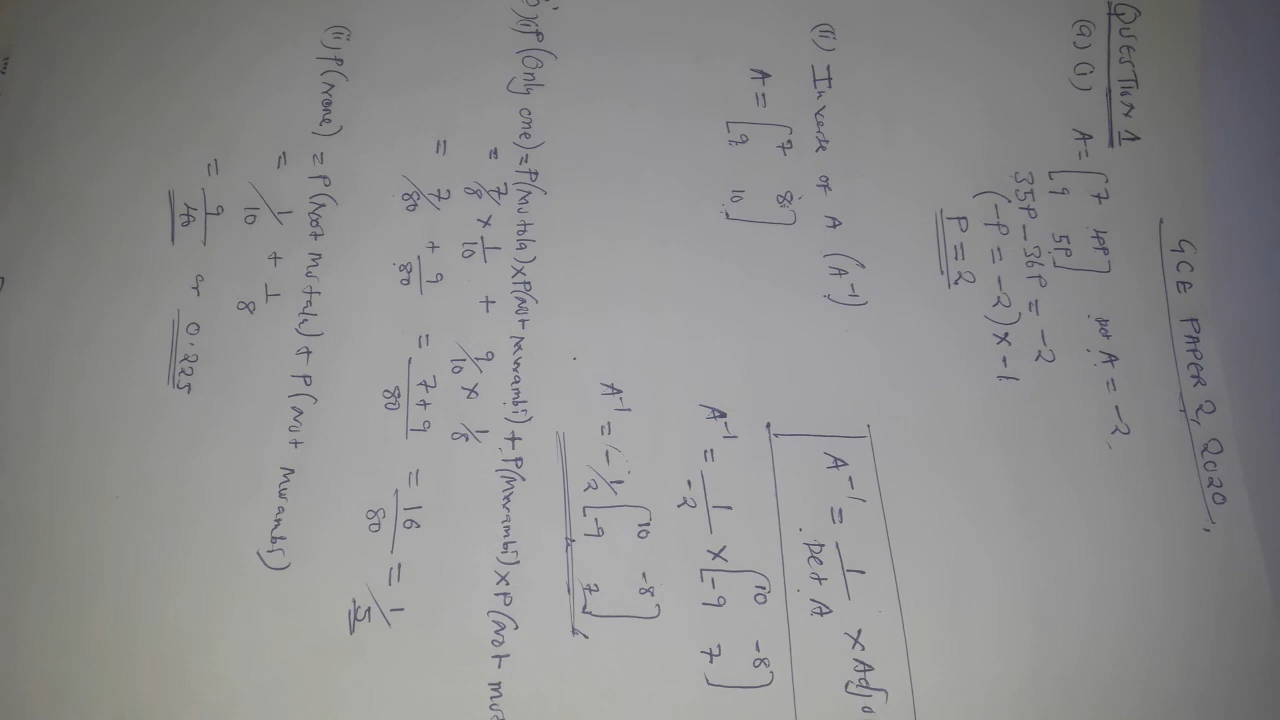 GCE PAPER 2, 2020,
QUESTION 1
(a) (i) A = [7 4P 9 5P] Det A = -2
35P - 36P = -2
(-P = -2) x -1
P = 2
(ii) Inverse of A (A⁻¹)
A = [7 8 9 10]
A⁻¹ = 1/Det A x Adj
A⁻¹ = 1/-2 x [10 -8 -9 7]
A⁻¹ = -1/2 [10 -8 -9 7]
(i) P(Only one) = P(Mutola) x P(Not Mwambi) + P(Mwambi) x P(Not Mut
= 7/8 x 1/10 + 9/10 x 1/8
= 7/80 + 9/80 = 7+9/80 = 16/80 = 1/5
(ii) P(None) = P(Not Mutola) + P(Not Mwambi)
= 1/10 + 1/8
= 9/40 or 0.225